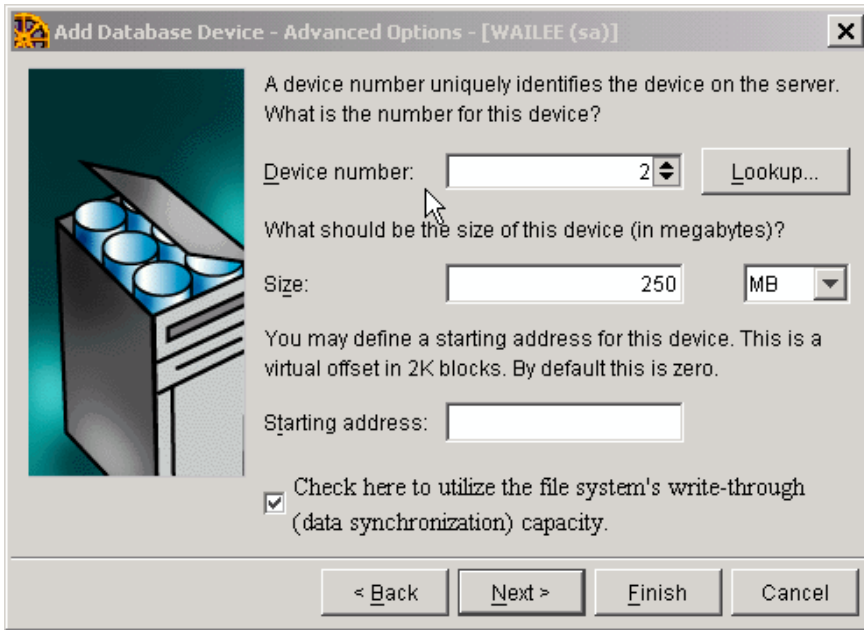 Add Database Device - Advanced Options - [WAILEE (sa)]
A device number uniquely identifies the device on the server.
What is the number for this device?
Device number: 2 Lookup...
What should be the size of this device (in megabytes)?
Size: 250 MB
You may define a starting address for this device. This is a
virtual offset in 2K blocks. By default this is zero.
Starting address:
Check here to utilize the file system's write-through
(data synchronization) capacity.
< Back Next > Finish Cancel